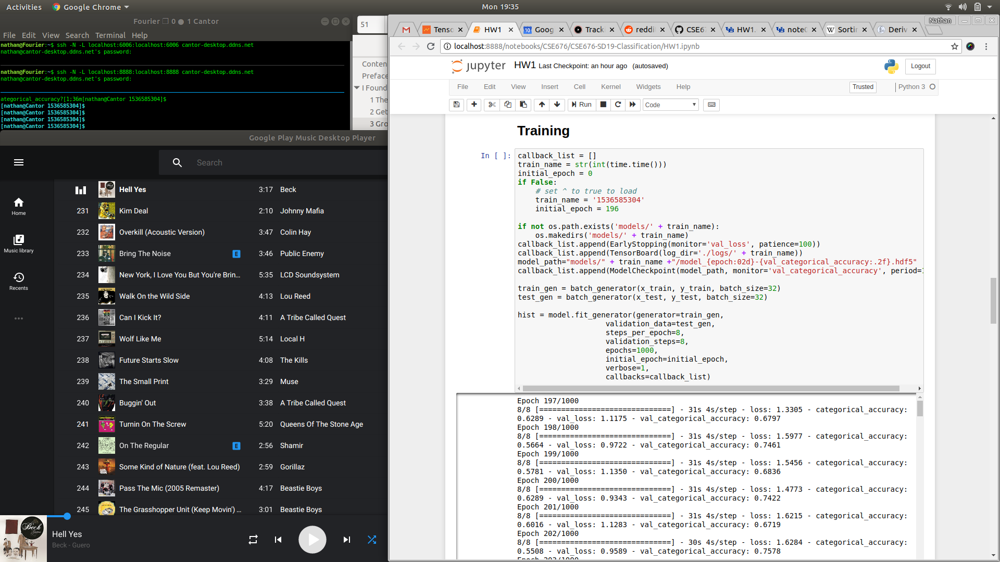 Activities
Google Chrome
Mon 19:35
Fourier 0 ● 1 Cantor
File Edit View Search Terminal Help
nathan@Fourier:~$ ssh -N -L localhost:6006:localhost:6006 cantor-desktop.ddns.net
nathan@cantor-desktop.ddns.net's password:
nathan@Fourier:~$ ssh -N -L localhost:8888:localhost:8888 cantor-desktop.ddns.net
nathan@cantor-desktop.ddns.net's password:
ategorical_accuracy?[1;36m[nathan@Cantor 1536585304]$
[nathan@Cantor 1536585304]$
[nathan@Cantor 1536585304]$
[nathan@Cantor 1536585304]$
[nathan@Cantor 1536585304]$
51
Conten
Preface
I Found
1 The
2 Get
3 Gro
Google Play Music Desktop Player
Search
Home
Music library
Recents
Hell Yes 3:17 Beck
231 Kim Deal 2:10 Johnny Mafia
232 Overkill (Acoustic Version) 3:47 Colin Hay
233 Bring The Noise E 3:46 Public Enemy
234 New York, I Love You But You're Brin... 5:35 LCD Soundsystem
235 Walk On the Wild Side 4:13 Lou Reed
236 Can I Kick It? 4:11 A Tribe Called Quest
237 Wolf Like Me 5:14 Local H
238 Future Starts Slow 4:08 The Kills
239 The Small Print 3:29 Muse
240 Buggin' Out 3:38 A Tribe Called Quest
241 Turnin On The Screw 5:20 Queens Of The Stone Age
242 On The Regular E 2:56 Shamir
243 Some Kind of Nature (feat. Lou Reed) 2:59 Gorillaz
244 Pass The Mic (2005 Remaster) 4:17 Beastie Boys
245 The Grasshopper Unit (Keep Movin') ... 3:01 Beastie Boys
Beck
Hell Yes
Beck - Guero
Nathan
Tenso HW1 Goog Track reddi CSE67 HW1. note0 Sortin Deriv
localhost:8888/notebooks/CSE676/CSE676-SD19-Classification/HW1.ipynb
jupyter HW1 Last Checkpoint: an hour ago (autosaved)
Logout
File Edit View Insert Cell Kernel Widgets Help
Trusted
Python 3
Run
Code
Training
In [ ]:
callback_list = []
train_name = str(int(time.time()))
initial_epoch = 0
if False:
# set ^ to true to load
train_name = '1536585304'
initial_epoch = 196
if not os.path.exists('models/' + train_name):
os.makedirs('models/' + train_name)
callback_list.append(EarlyStopping(monitor='val_loss', patience=100))
callback_list.append(TensorBoard(log_dir='./logs/' + train_name))
model_path="models/" + train_name +"/model_{epoch:02d}-{val_categorical_accuracy:.2f}.hdf5"
callback_list.append(ModelCheckpoint(model_path, monitor='val_categorical_accuracy', period=1
train_gen = batch_generator(x_train, y_train, batch_size=32)
test_gen = batch_generator(x_test, y_test, batch_size=32)
hist = model.fit_generator(generator=train_gen,
validation_data=test_gen,
steps_per_epoch=8,
validation_steps=8,
epochs=1000,
initial_epoch=initial_epoch,
verbose=1,
callbacks=callback_list)
Epoch 197/1000
8/8 [==============================] - 31s 4s/step - loss: 1.3305 - categorical_accuracy:
0.6289 - val_loss: 1.1175 - val_categorical_accuracy: 0.6797
Epoch 198/1000
8/8 [==============================] - 31s 4s/step - loss: 1.5977 - categorical_accuracy:
0.5664 - val_loss: 0.9722 - val_categorical_accuracy: 0.7461
Epoch 199/1000
8/8 [==============================] - 31s 4s/step - loss: 1.5456 - categorical_accuracy:
0.5781 - val_loss: 1.1350 - val_categorical_accuracy: 0.6836
Epoch 200/1000
8/8 [==============================] - 31s 4s/step - loss: 1.4773 - categorical_accuracy:
0.6289 - val_loss: 0.9343 - val_categorical_accuracy: 0.7422
Epoch 201/1000
8/8 [==============================] - 31s 4s/step - loss: 1.6215 - categorical_accuracy:
0.6016 - val_loss: 1.1283 - val_categorical_accuracy: 0.6719
Epoch 202/1000
8/8 [==============================] - 30s 4s/step - loss: 1.6284 - categorical_accuracy:
0.5508 - val_loss: 0.9589 - val_categorical_accuracy: 0.7578
Epoch 203/1000